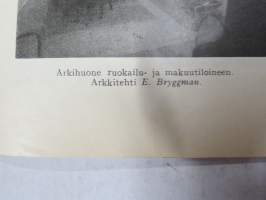 Arkihuone ruokailu- ja makuutiloineen.
Arkkitehti E. Bryggman.